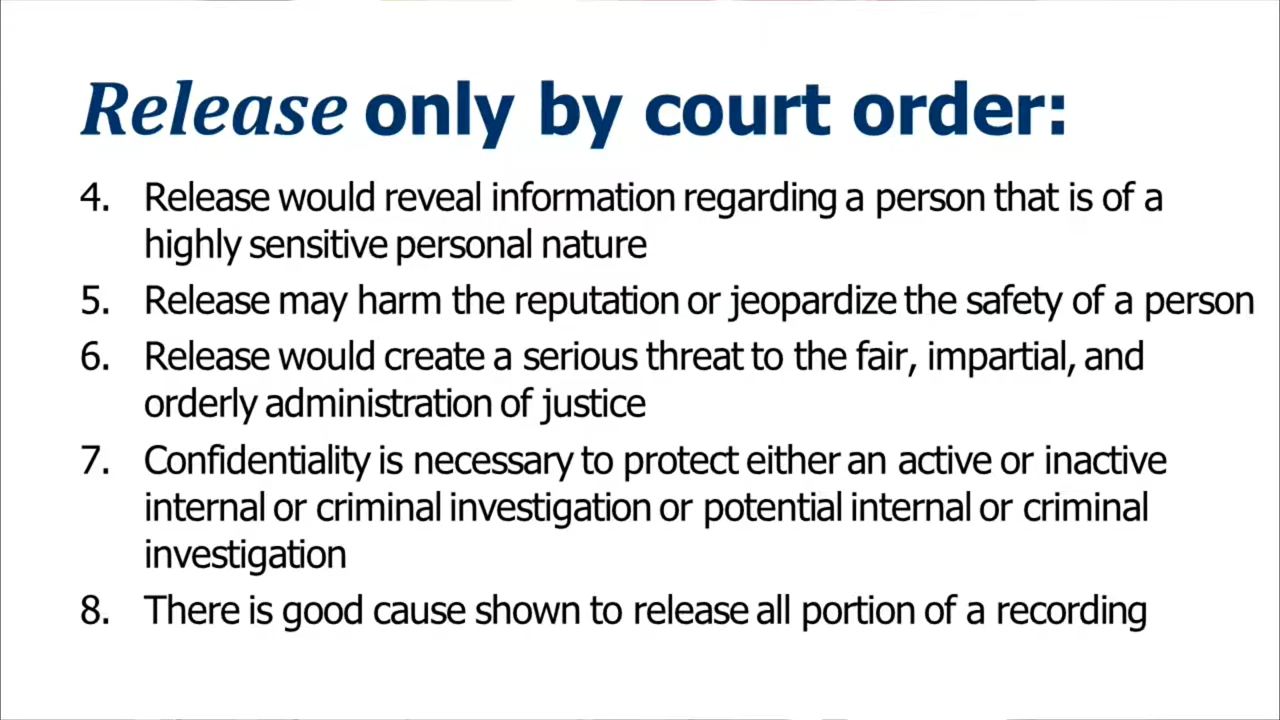 Release only by court order:
4. Release would reveal information regarding a person that is of a
highly sensitive personal nature
5. Release may harm the reputation or jeopardize the safety of a person
6. Release would create a serious threat to the fair, impartial, and
orderly administration of justice
7. Confidentiality is necessary to protect either an active or inactive
internal or criminal investigation or potential internal or criminal
investigation
8. There is good cause shown to release all portion of a recording